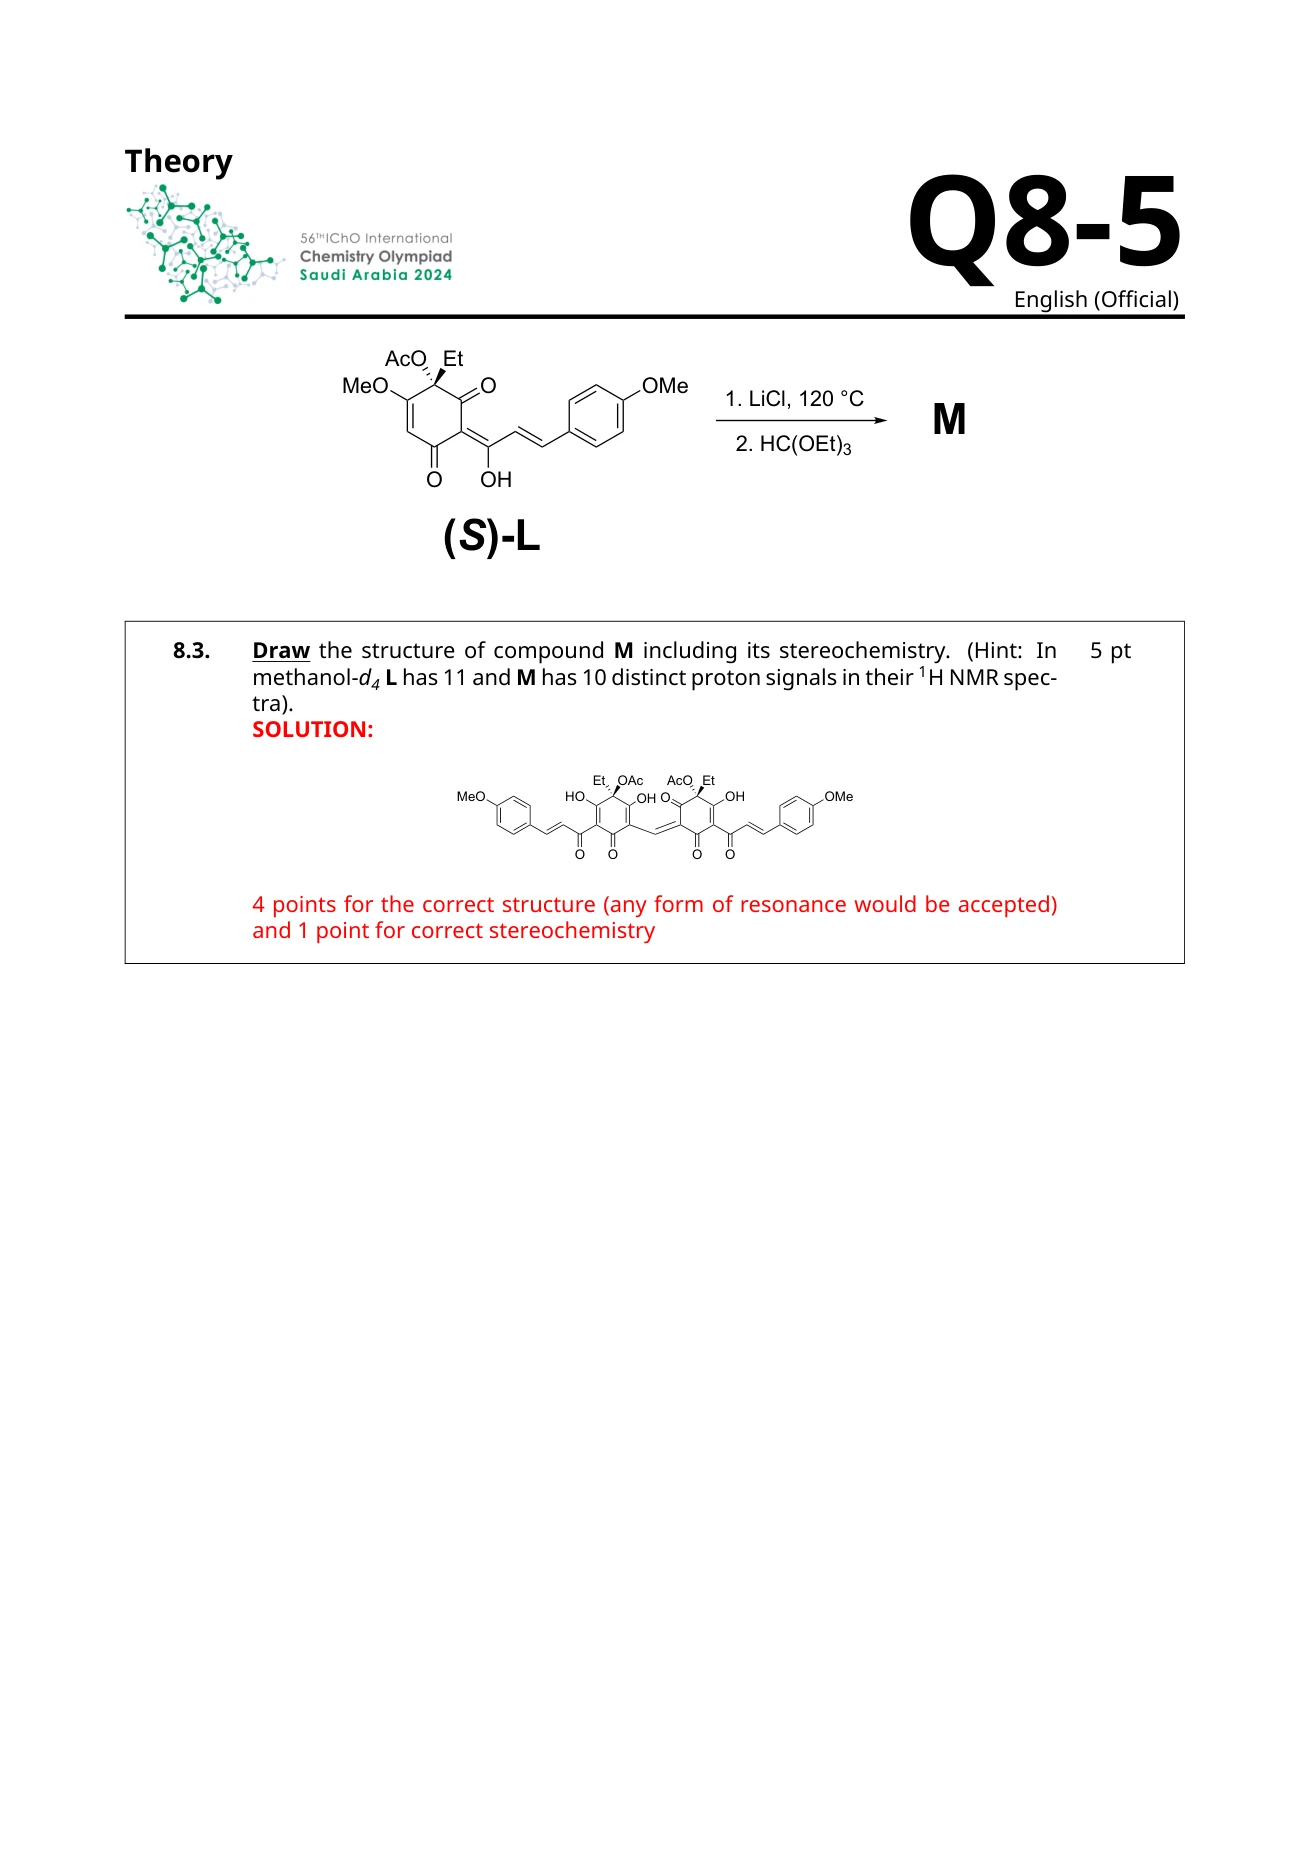 Theory
56THIChO International
Chemistry Olympiad
Saudi Arabia 2024
Q8-5
English (Official)
AcO Et
MeO O OMe
O OH
(S)-L
1. LiCl, 120 °C
2. HC(OEt)3
M
8.3. Draw the structure of compound M including its stereochemistry. (Hint: In 5 pt
methanol-d4 L has 11 and M has 10 distinct proton signals in their 1H NMR spec-
tra).
SOLUTION:
Et OAc AcO Et
MeO HO OH O OH OMe
O O O O
4 points for the correct structure (any form of resonance would be accepted)
and 1 point for correct stereochemistry